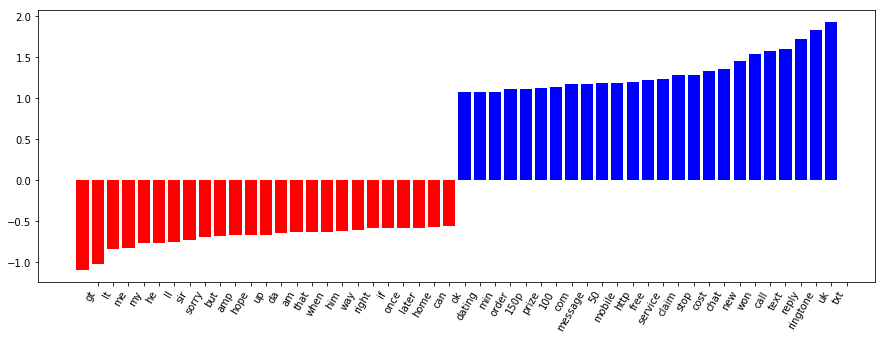 2.0
1.5
1.0
0.5
0.0
−0.5
−1.0
gt
lt
me
my
he
ll
sir
sorry
but
amp
hope
up
da
am
that
when
him
way
right
if
once
later
home
can
ok
dating
min
order
150p
prize
100
com
message
50
mobile
http
free
service
claim
stop
cost
chat
new
won
call
text
reply
ringtone
uk
txt